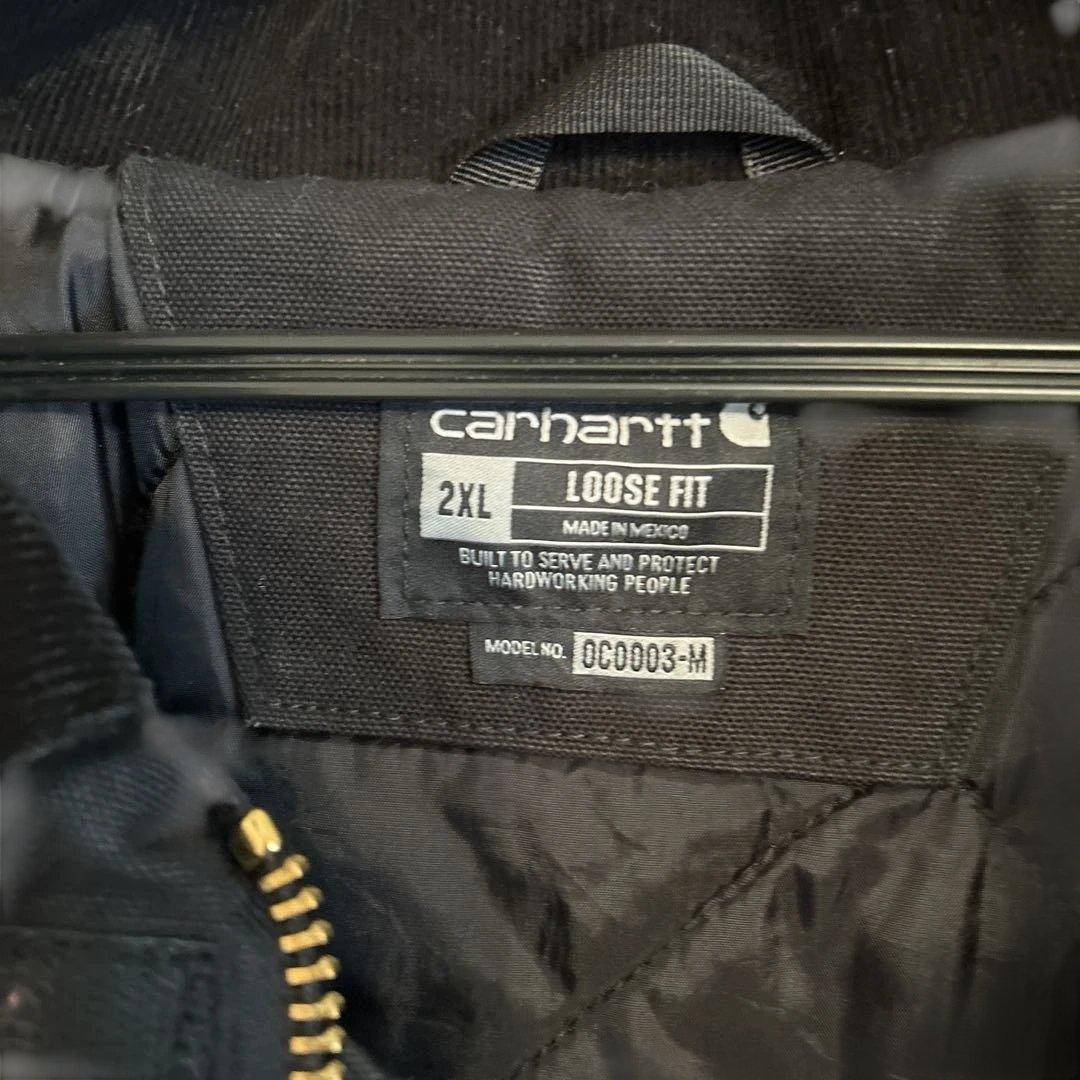 carhartt
2XL
LOOSE FIT
MADE IN MEXICO
BUILT TO SERVE AND PROTECT
HARDWORKING PEOPLE
MODEL NO. OC0003-M